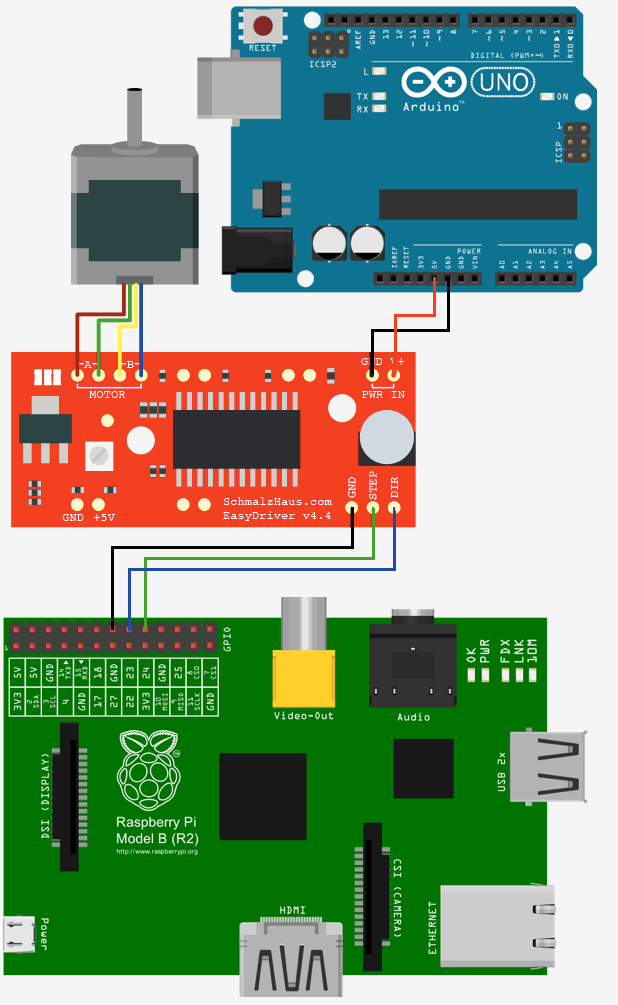 RESET
ICSP2
AREF
GND
13
12
~11
~10
~9
8
7
~6
~5
4
~3
2
TXD▶1
RXD◀0
DIGITAL (PWM=~)
L
TX
RX
UNO
Arduino™
ON
1
ICSP
POWER
ANALOG IN
IOREF
RESET
3V3
5V
GND
GND
VIN
A0
A1
A2
A3
A4
A5
-A-
-B-
MOTOR
GND
PWR IN
GND
STEP
DIR
GND +5V
SchmalzHaus.com
EasyDriver v4.4
1
GPIO
5V
5V
GND
14 TXD▶
15 RXD◀
18
GND
23
24
GND
25
8 CS0
7 CS1
3V3
2 SDA
3 SCL
4
GND
17
27
22
3V3
10 MOSI
9 MISO
11 SCLK
GND
Video-Out
Audio
OK
PWR
FDX
LNK
10M
USB 2x
DSI (DISPLAY)
Raspberry Pi
Model B (R2)
http://www.raspberrypi.org
CSI (CAMERA)
Power
HDMI
ETHERNET